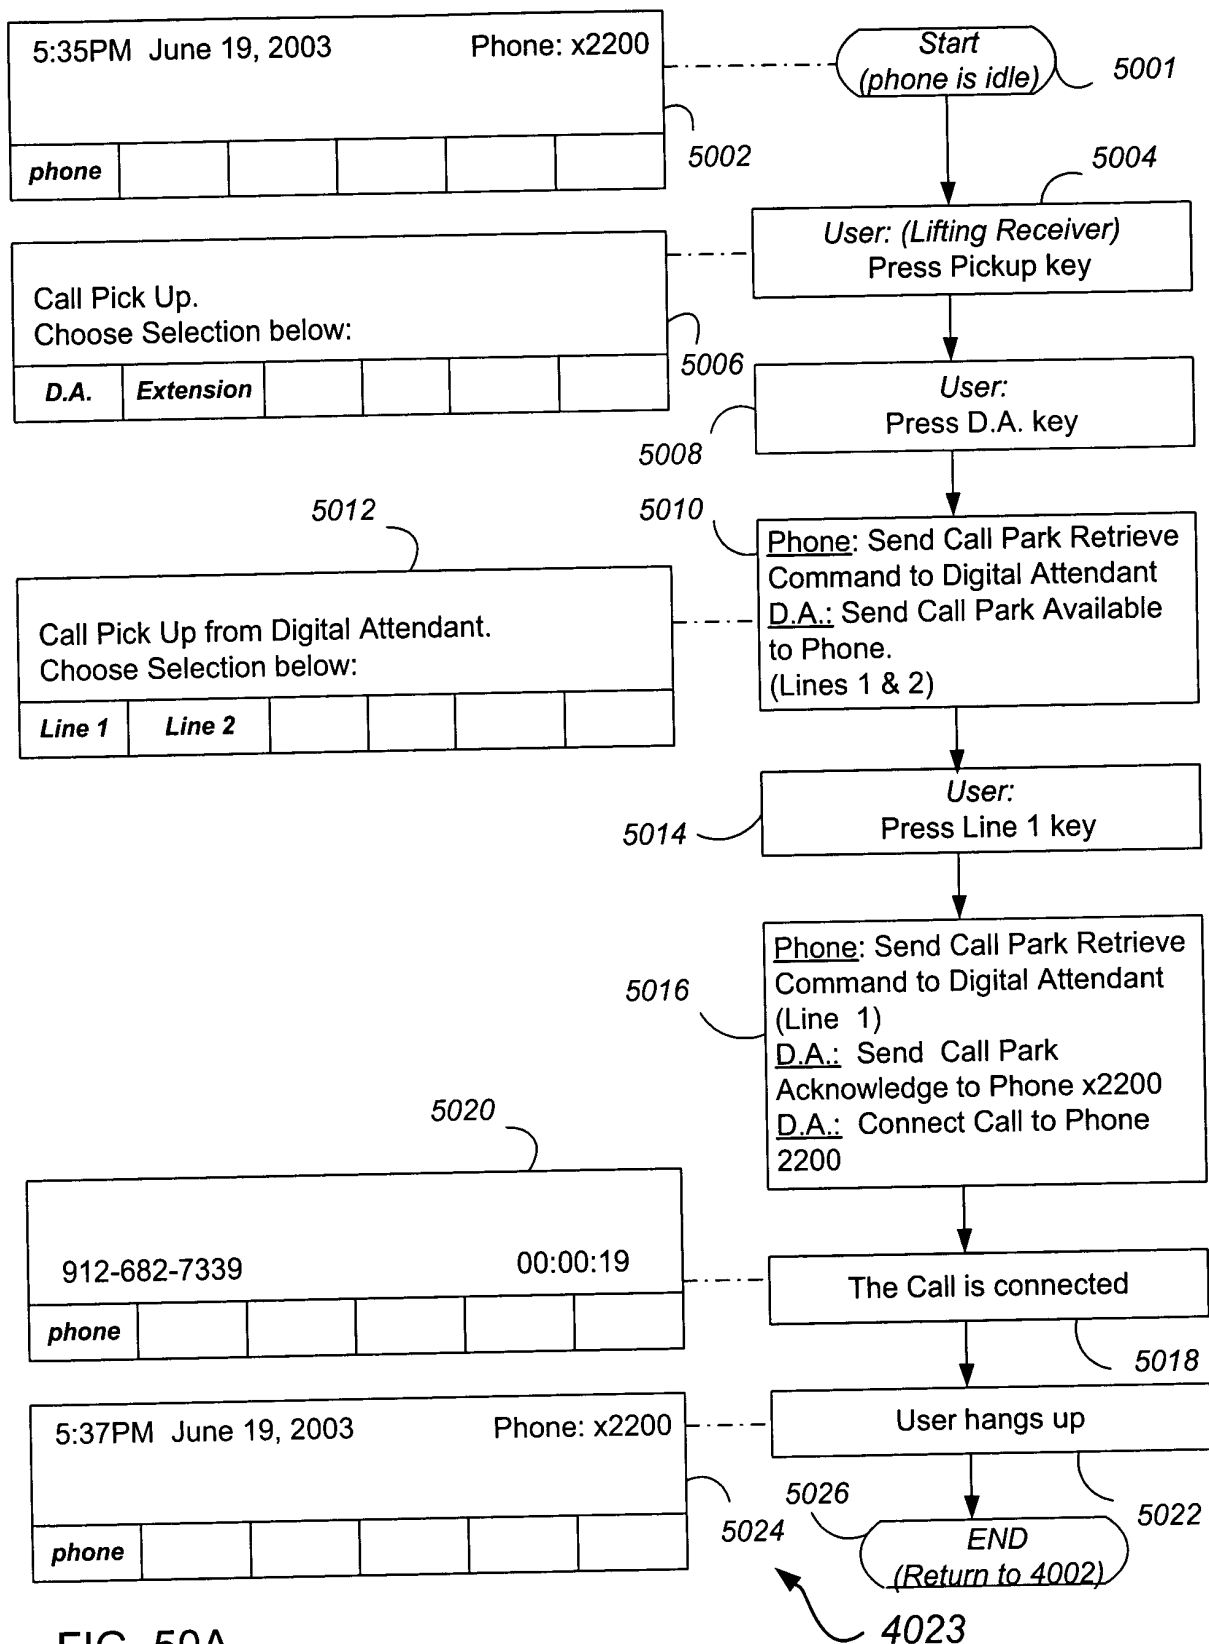 5:35PM June 19, 2003 Phone: x2200
phone
5002
Start
(phone is idle)
5001
5004
User: (Lifting Receiver)
Press Pickup key
Call Pick Up.
Choose Selection below:
D.A. Extension
5006
User:
Press D.A. key
5008
5012
5010
Phone: Send Call Park Retrieve
Command to Digital Attendant
D.A.: Send Call Park Available
to Phone.
(Lines 1 & 2)
Call Pick Up from Digital Attendant.
Choose Selection below:
Line 1 Line 2
User:
Press Line 1 key
5014
Phone: Send Call Park Retrieve
Command to Digital Attendant
(Line 1)
D.A.: Send Call Park
Acknowledge to Phone x2200
D.A.: Connect Call to Phone
2200
5016
5020
912-682-7339 00:00:19
phone
The Call is connected
5018
5:37PM June 19, 2003 Phone: x2200
phone
5024
User hangs up
5022
5026
END
(Return to 4002)
4023
FIG. 50A